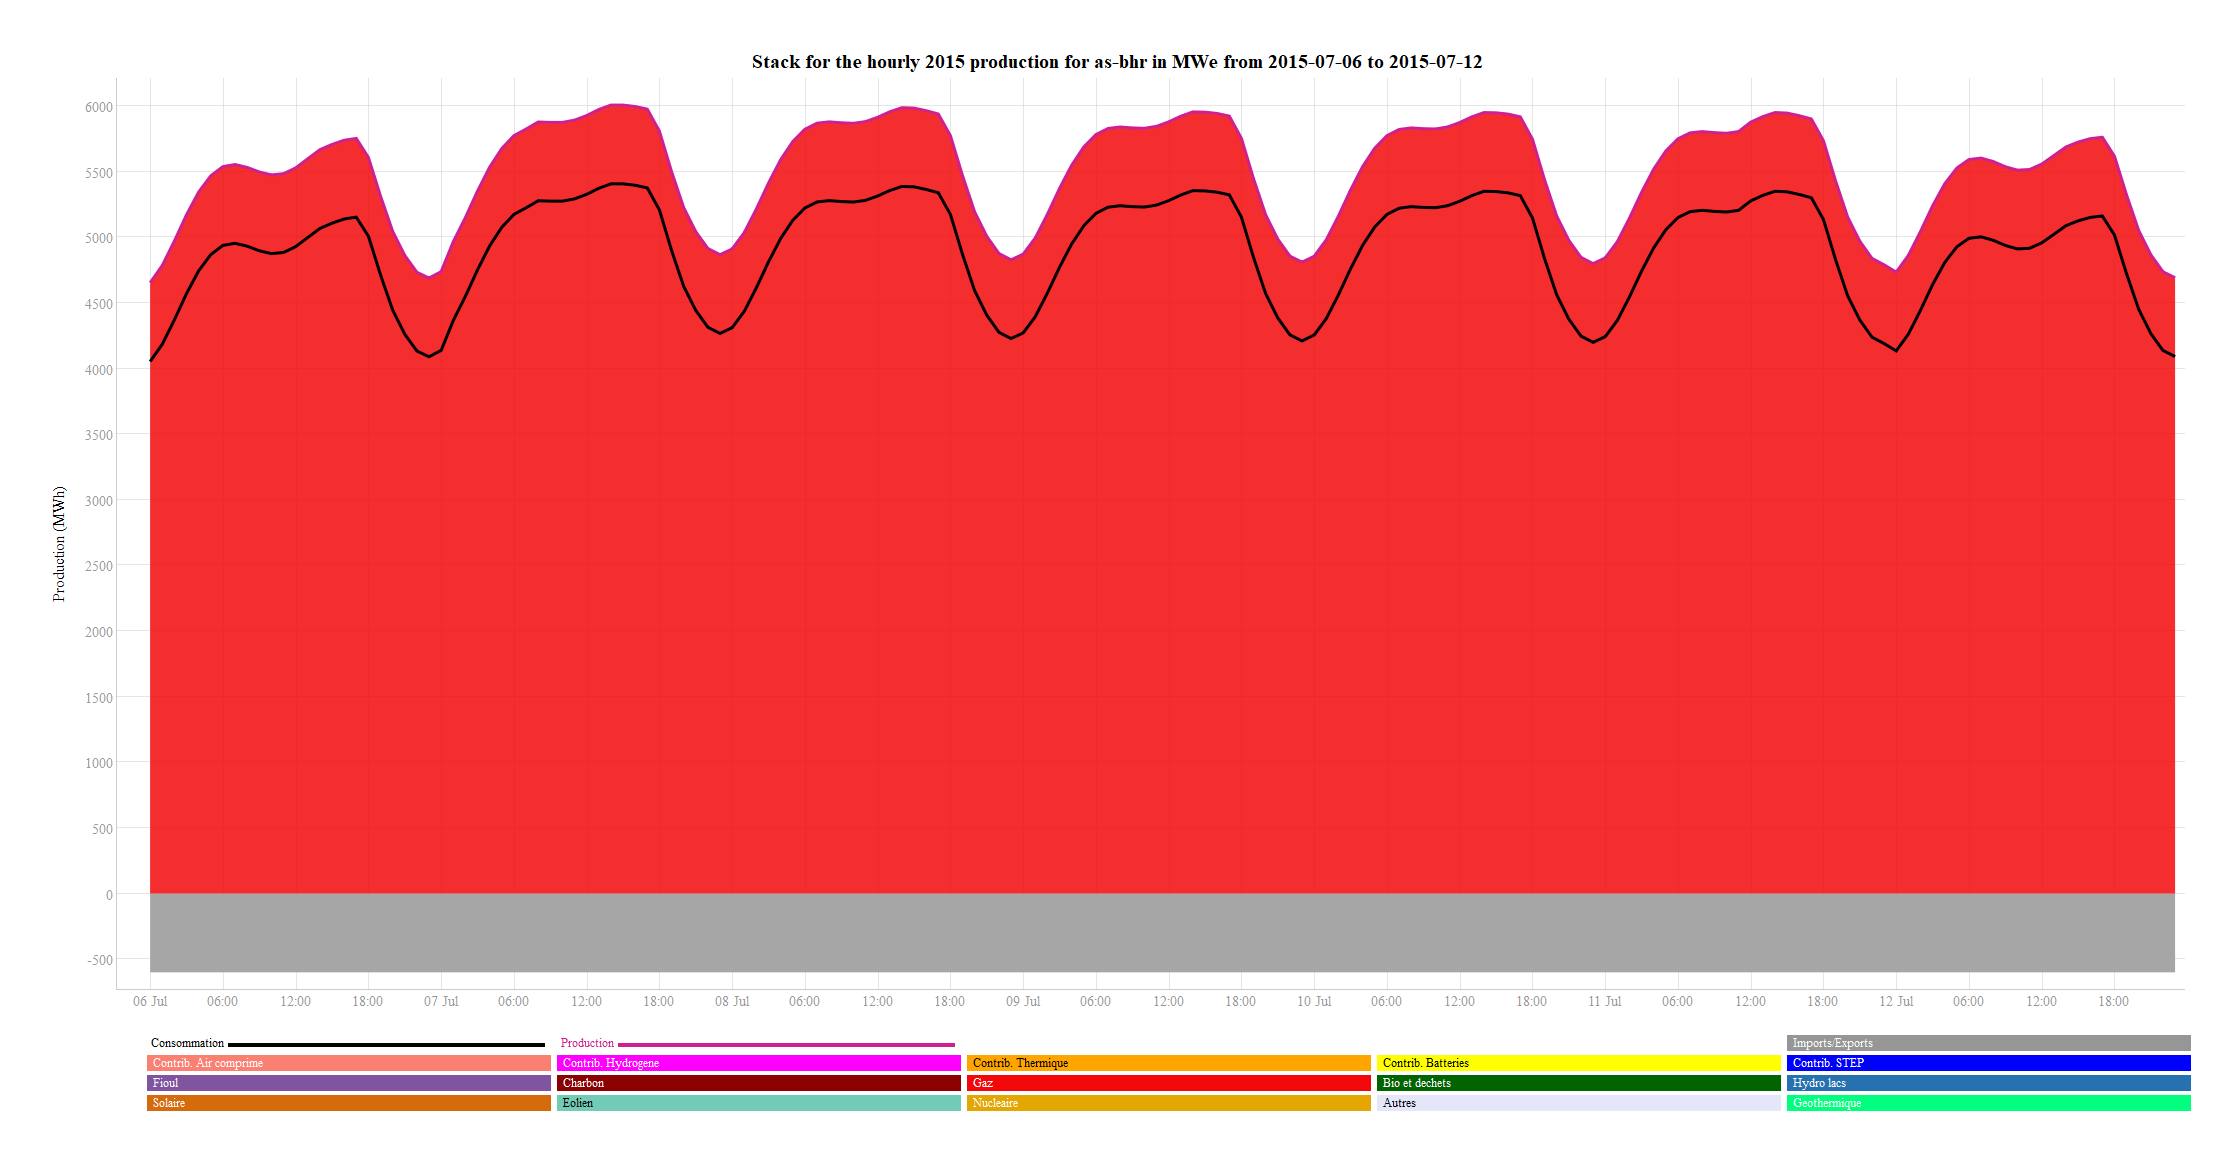 Stack for the hourly 2015 production for as-bhr in MWe from 2015-07-06 to 2015-07-12
Production (MWh)
6000
5500
5000
4500
4000
3500
3000
2500
2000
1500
1000
500
0
-500
06 Jul 06:00 12:00 18:00 07 Jul 06:00 12:00 18:00 08 Jul 06:00 12:00 18:00 09 Jul 06:00 12:00 18:00 10 Jul 06:00 12:00 18:00 11 Jul 06:00 12:00 18:00 12 Jul 06:00 12:00 18:00
Consommation Production Imports/Exports
Contrib. Air comprime Contrib. Hydrogene Contrib. Thermique Contrib. Batteries Contrib. STEP
Fioul Charbon Gaz Bio et dechets Hydro lacs
Solaire Eolien Nucleaire Autres Geothermique